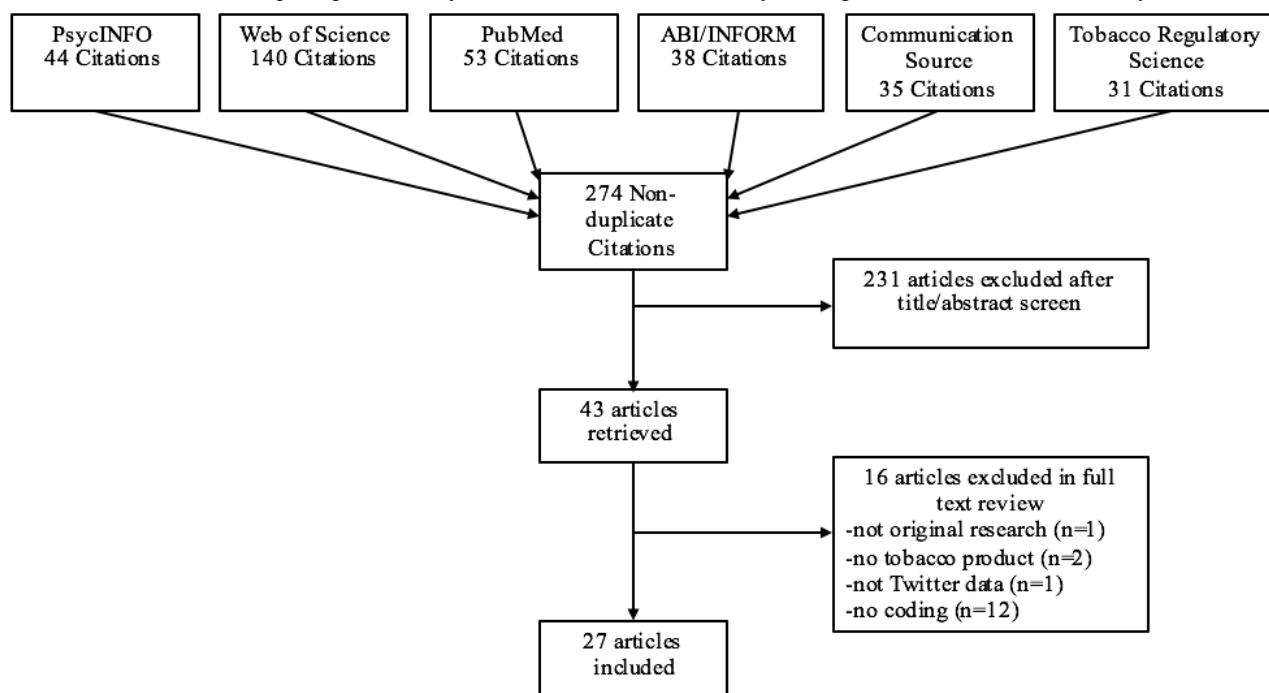 PsycINFO
44 Citations
Web of Science
140 Citations
PubMed
53 Citations
ABI/INFORM
38 Citations
Communication
Source
35 Citations
Tobacco Regulatory
Science
31 Citations
274 Non-
duplicate
Citations
231 articles excluded after
title/abstract screen
43 articles
retrieved
16 articles excluded in full
text review
-not original research (n=1)
-no tobacco product (n=2)
-not Twitter data (n=1)
-no coding (n=12)
27 articles
included